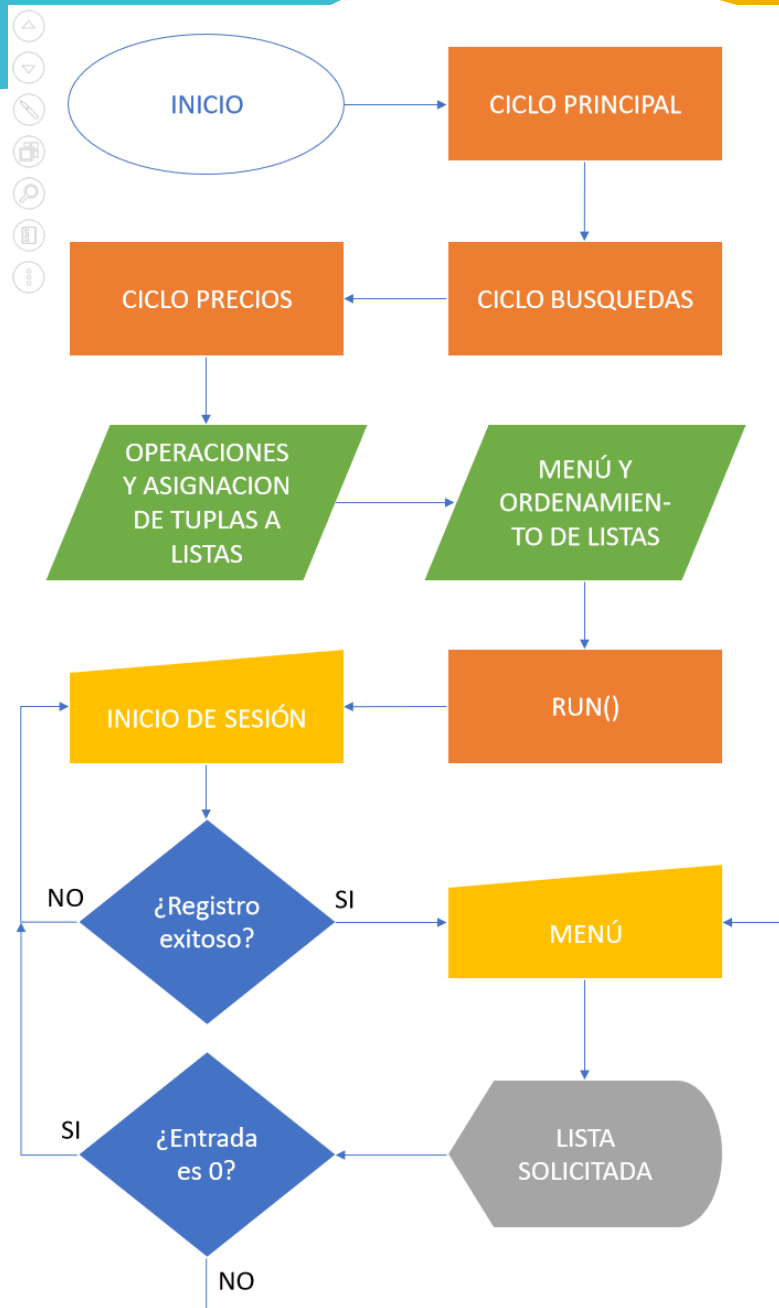 INICIO
CICLO PRINCIPAL
CICLO PRECIOS
CICLO BUSQUEDAS
OPERACIONES
Y ASIGNACION
DE TUPLAS A
LISTAS
MENÚ Y
ORDENAMIEN-
TO DE LISTAS
INICIO DE SESIÓN
RUN()
NO
¿Registro
exitoso?
SI
MENÚ
SI
¿Entrada
es 0?
LISTA
SOLICITADA
NO